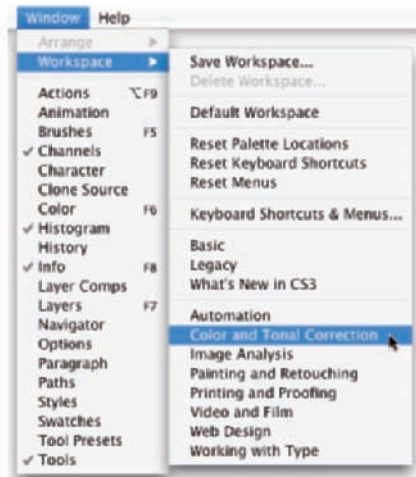 Window Help
Arrange
Workspace
Actions ⌥F9
Animation
Brushes F5
✓ Channels
Character
Clone Source
Color F6
✓ Histogram
History
✓ Info F8
Layer Comps
Layers F7
Navigator
Options
Paragraph
Paths
Styles
Swatches
Tool Presets
✓ Tools
Save Workspace...
Delete Workspace...
Default Workspace
Reset Palette Locations
Reset Keyboard Shortcuts
Reset Menus
Keyboard Shortcuts & Menus...
Basic
Legacy
What's New in CS3
Automation
Color and Tonal Correction
Image Analysis
Painting and Retouching
Printing and Proofing
Video and Film
Web Design
Working with Type